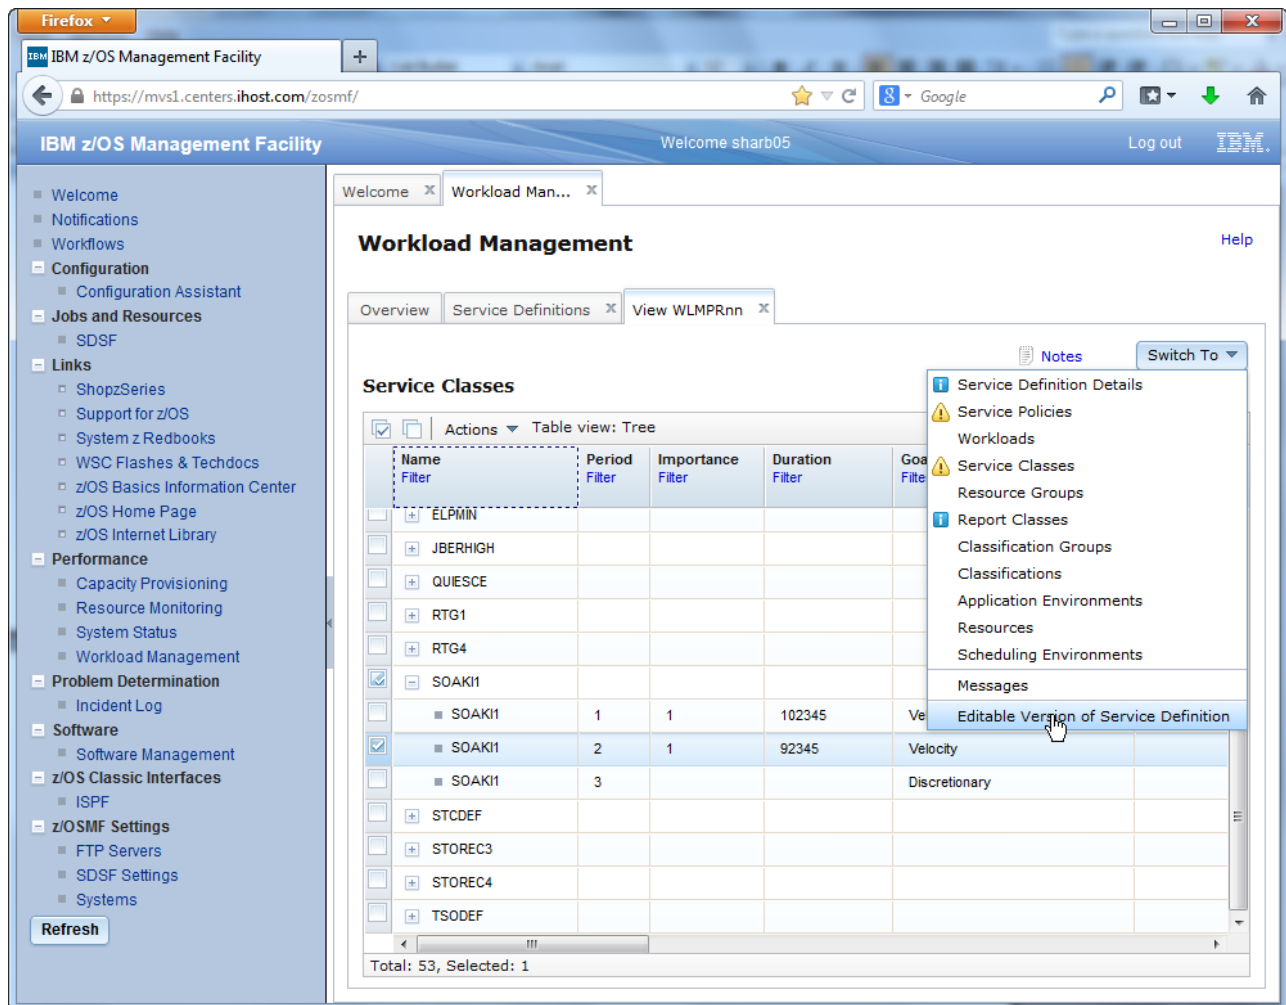 Firefox
IBM IBM z/OS Management Facility
+
https://mvs1.centers.ihost.com/zosmf/
8 Google
IBM z/OS Management Facility
Welcome sharb05
Log out
IBM.
Welcome
Notifications
Workflows
Configuration
Configuration Assistant
Jobs and Resources
SDSF
Links
ShopzSeries
Support for z/OS
System z Redbooks
WSC Flashes & Techdocs
z/OS Basics Information Center
z/OS Home Page
z/OS Internet Library
Performance
Capacity Provisioning
Resource Monitoring
System Status
Workload Management
Problem Determination
Incident Log
Software
Software Management
z/OS Classic Interfaces
ISPF
z/OSMF Settings
FTP Servers
SDSF Settings
Systems
Refresh
Welcome X Workload Man... X
Workload Management
Help
Overview Service Definitions X View WLMPRnn X
Notes
Switch To
Service Classes
Actions Table view: Tree
Name Period Importance Duration Goa
Filter Filter Filter Filter Filte
ELPMIN
JBERHIGH
QUIESCE
RTG1
RTG4
SOAKI1
SOAKI1 1 1 102345 Ve
SOAKI1 2 1 92345 Velocity
SOAKI1 3 Discretionary
STCDEF
STOREC3
STOREC4
TSODEF
Total: 53, Selected: 1
Service Definition Details
Service Policies
Workloads
Service Classes
Resource Groups
Report Classes
Classification Groups
Classifications
Application Environments
Resources
Scheduling Environments
Messages
Editable Version of Service Definition